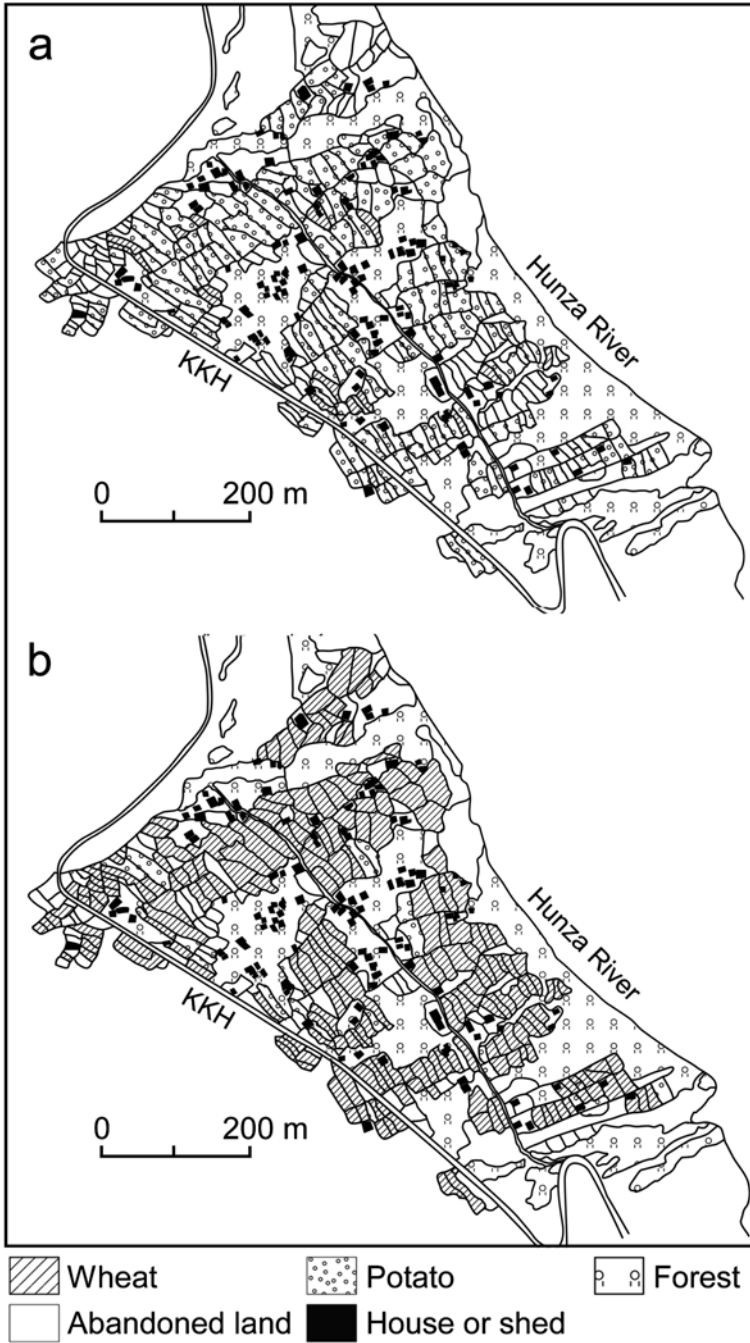 a
Hunza River
KKH
0 200 m
b
Hunza River
KKH
0 200 m
Wheat Potato Forest
Abandoned land House or shed